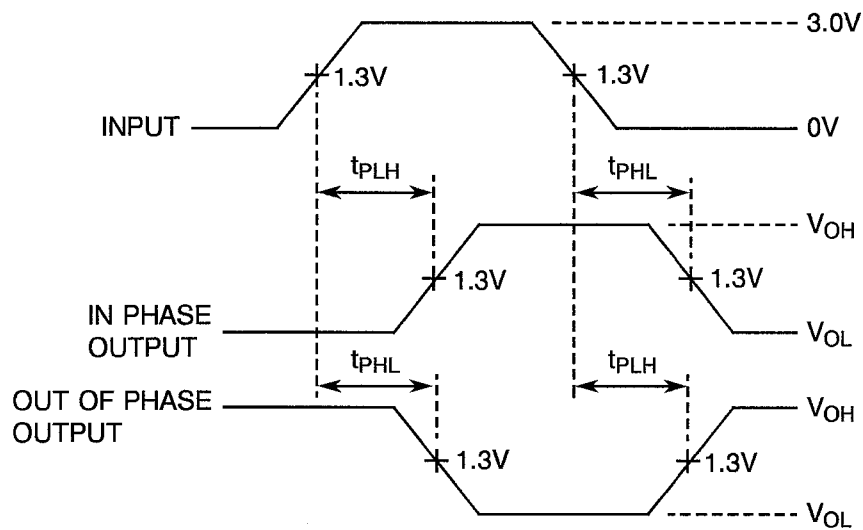 3.0V
1.3V
1.3V
INPUT
0V
tPLH
tPHL
VOH
1.3V
1.3V
IN PHASE
OUTPUT
VOL
tPHL
tPLH
OUT OF PHASE
OUTPUT
VOH
1.3V
1.3V
VOL